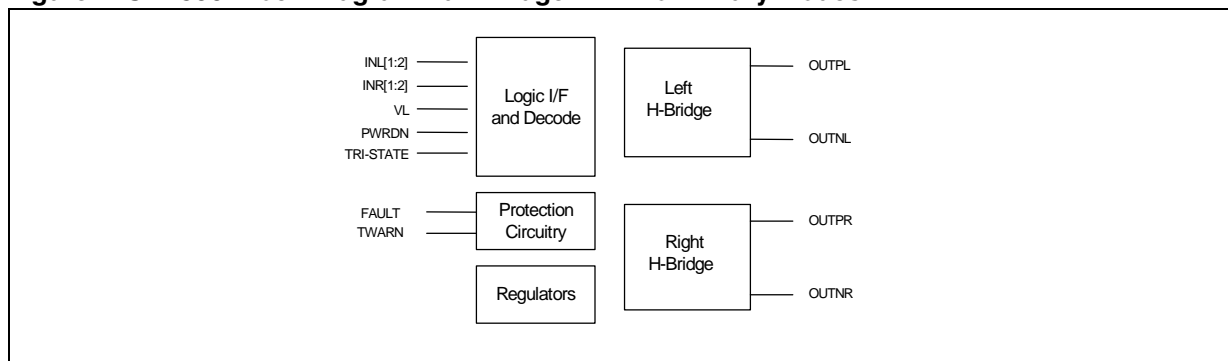 INL[1:2]
INR[1:2]
VL
PWRDN
TRI-STATE
Logic I/F
and Decode
Left
H-Bridge
OUTPL
OUTNL
FAULT
TWARN
Protection
Circuitry
Regulators
Right
H-Bridge
OUTPR
OUTNR